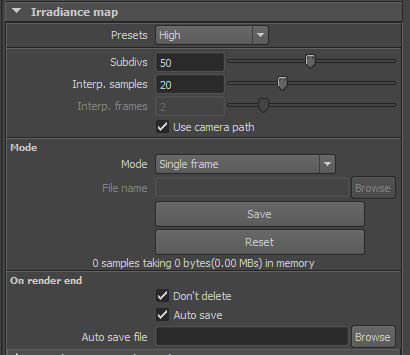 Irradiance map
Presets High
Subdivs 50
Interp. samples 20
Interp. frames 2
Use camera path
Mode
Mode Single frame
File name Browse
Save
Reset
0 samples taking 0 bytes(0.00 MBs) in memory
On render end
Don't delete
Auto save
Auto save file Browse